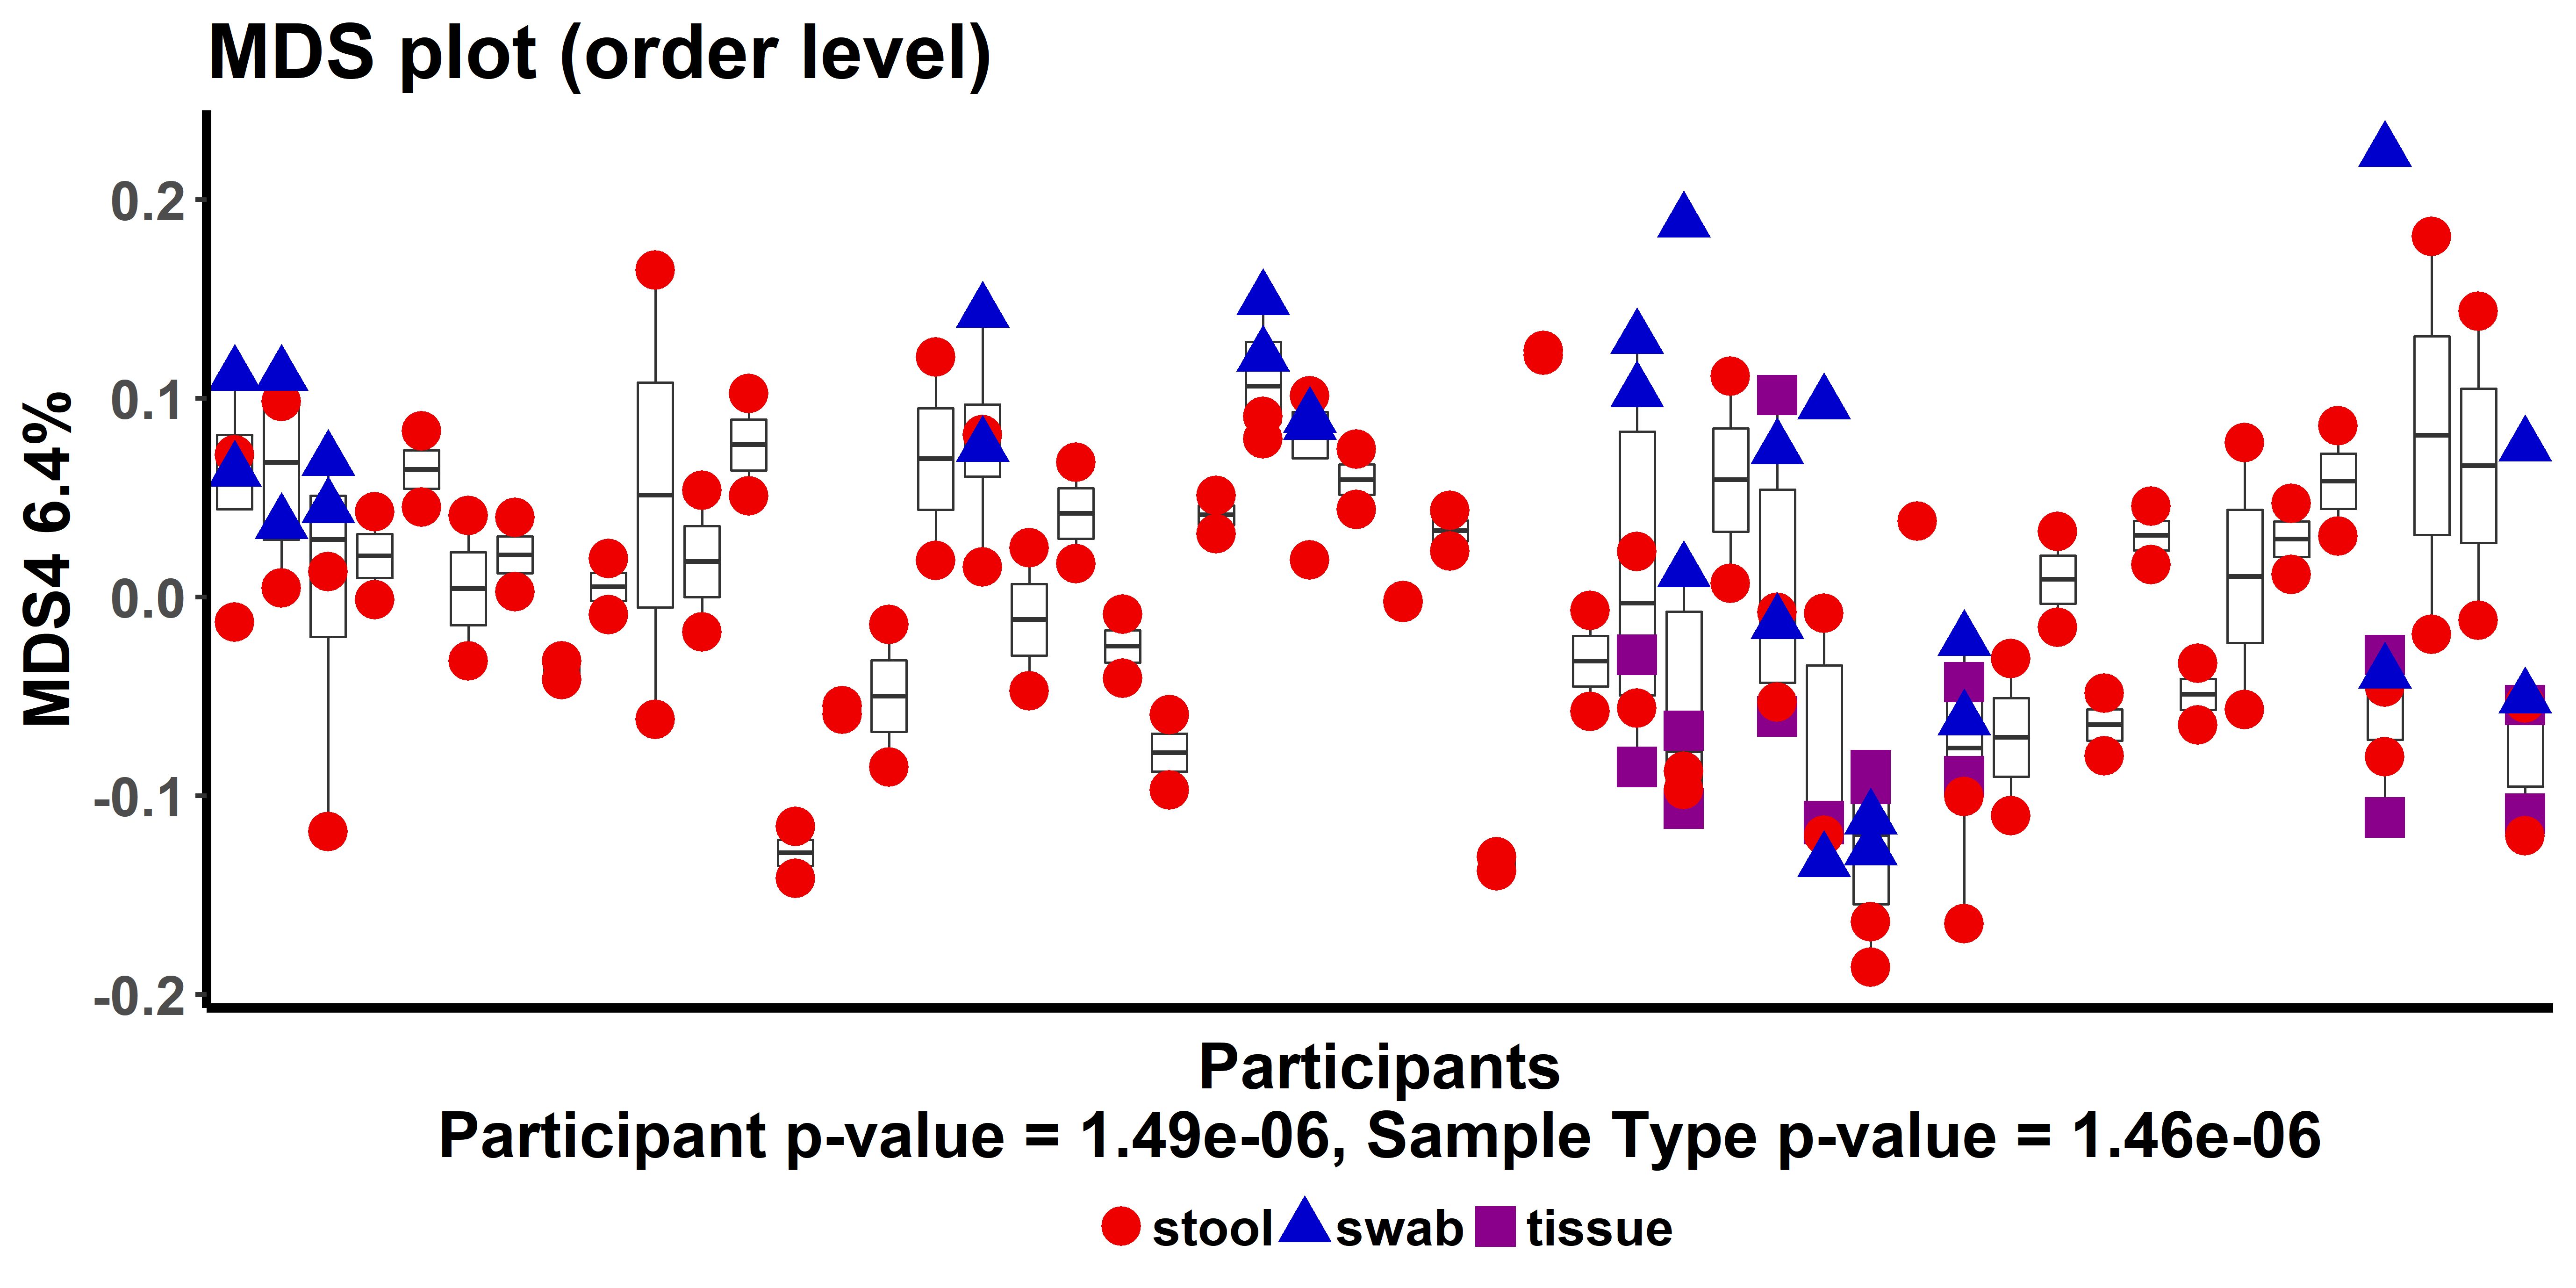 MDS plot (order level)
MDS4 6.4%
0.2
0.1
0.0
-0.1
-0.2
Participants
Participant p-value = 1.49e-06, Sample Type p-value = 1.46e-06
stool swab tissue